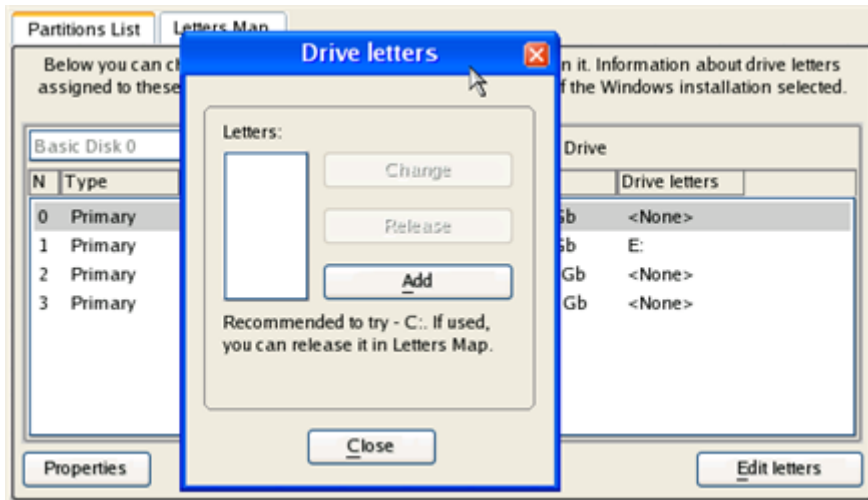 Partitions List
Letters Map
Drive letters
Below you can
n it. Information about drive letters
assigned to these
f the Windows installation selected.
Letters:
Basic Disk 0
Drive
Change
N Type
Drive letters
0 Primary
Gb <None>
Release
1 Primary
Gb E:
2 Primary
Gb <None>
Add
3 Primary
Gb <None>
Recommended to try - C:. If used,
you can release it in Letters Map.
Close
Properties
Edit letters